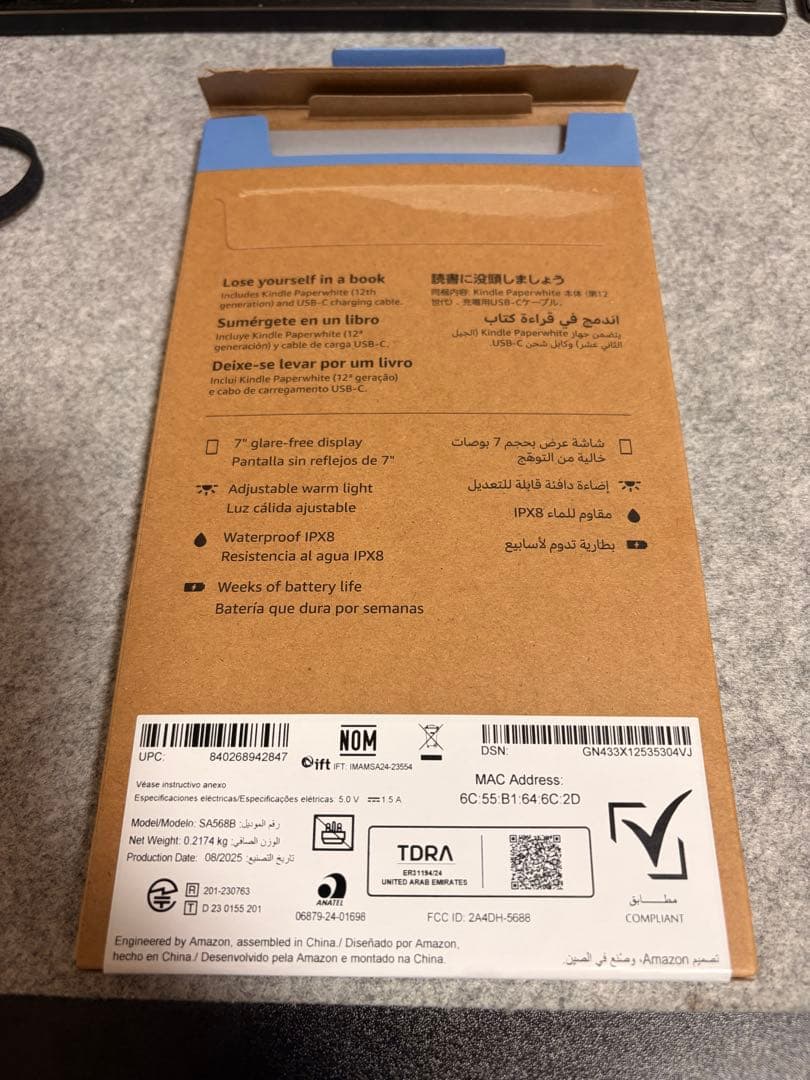 Lose yourself in a book
Includes Kindle Paperwhite (12th
generation) and USB-C charging cable.
Sumérgete en un libro
Incluye Kindle Paperwhite (12ª
generación) y cable de carga USB-C.
Deixe-se levar por um livro
Inclui Kindle Paperwhite (12ª geração)
e cabo de carregamento USB-C.
読書に没頭しましょう
同梱内容: Kindle Paperwhite 本体 (第12
世代) 、充電用USB-Cケーブル。
اندمج في قراءة كتاب
يتضمن جهاز Kindle Paperwhite (الجيل
الثاني عشر) وكابل شحن USB-C.
7" glare-free display
Pantalla sin reflejos de 7"
Adjustable warm light
Luz cálida ajustable
Waterproof IPX8
Resistencia al agua IPX8
Weeks of battery life
Batería que dura por semanas
شاشة عرض بحجم 7 بوصات
خالية من التوهّج
إضاءة دافئة قابلة للتعديل
مقاوم للماء IPX8
بطارية تدوم لأسابيع
UPC: 840268942847
NOM
ift IFT: IMAMSA24-23554
DSN: GN433X12535304VJ
Véase instructivo anexo
Especificaciones eléctricas/Especificações elétricas: 5.0 V ⎓ 1.5 A
MAC Address:
6C:55:B1:64:6C:2D
Model/Modelo: SA568B رقم الموديل:
Net Weight: 0.2174 kg الوزن الصافي:
Production Date: 08/2025 تاريخ التصنيع:
R 201-230763
T D 23 0155 201
ANATEL
06879-24-01698
TDRA
ER31194/24
UNITED ARAB EMIRATES
FCC ID: 2A4DH-5688
مطابق
COMPLIANT
Engineered by Amazon, assembled in China./ Diseñado por Amazon,
hecho en China./ Desenvolvido pela Amazon e montado na China.
تصميم Amazon، وصُنع في الصين.